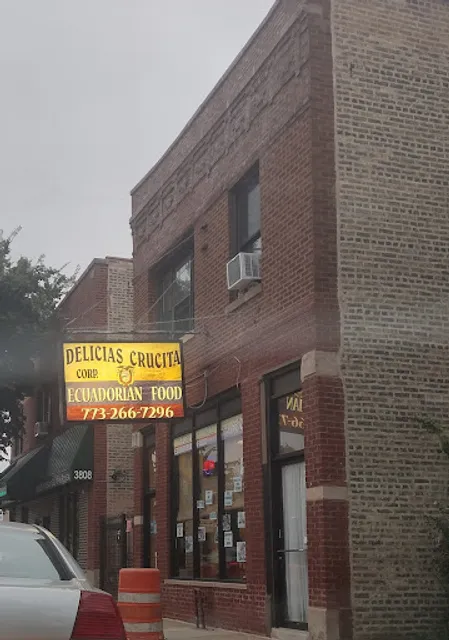 DELICIAS CRUCITA
CORP.
ECUADORIAN FOOD
773-266-7296
3808